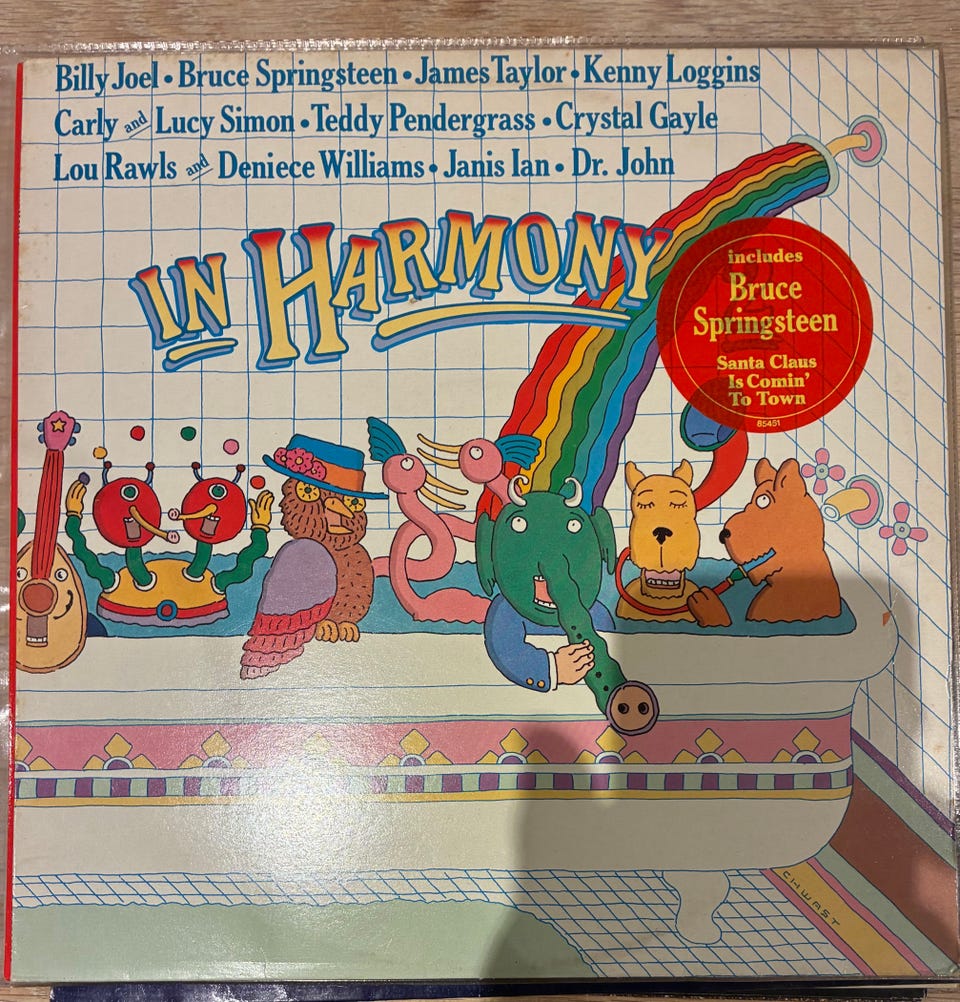 Billy Joel • Bruce Springsteen • James Taylor • Kenny Loggins
Carly and Lucy Simon • Teddy Pendergrass • Crystal Gayle
Lou Rawls and Deniece Williams • Janis Ian • Dr. John
IN HARMONY
includes
Bruce
Springsteen
Santa Claus
Is Comin'
To Town
85451
CHWAST